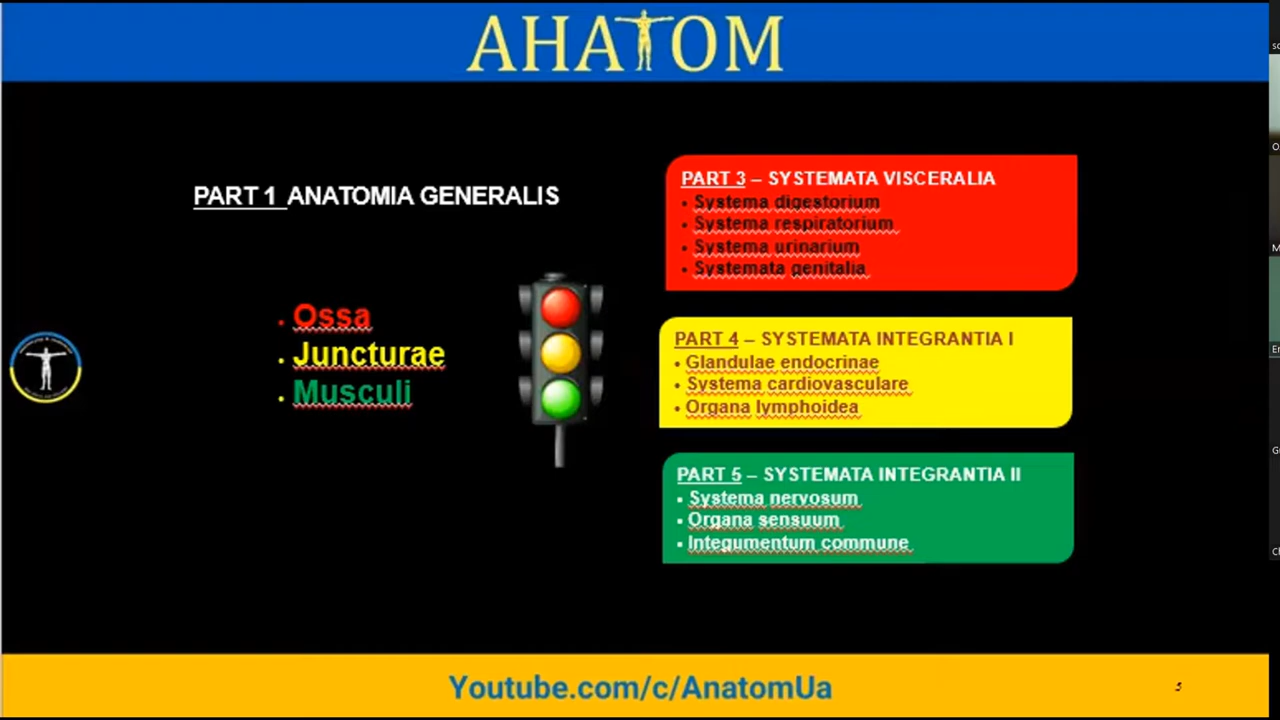 АНАТОМ
PART 1 ANATOMIA GENERALIS
• Ossa
• Juncturae
• Musculi
PART 3 – SYSTEMATA VISCERALIA
• Systema digestorium
• Systema respiratorium
• Systema urinarium
• Systemata genitalia
PART 4 – SYSTEMATA INTEGRANTIA I
• Glandulae endocrinae
• Systema cardiovasculare
• Organa lymphoidea
PART 5 – SYSTEMATA INTEGRANTIA II
• Systema nervosum
• Organa sensuum
• Integumentum commune
Youtube.com/c/AnatomUa
5